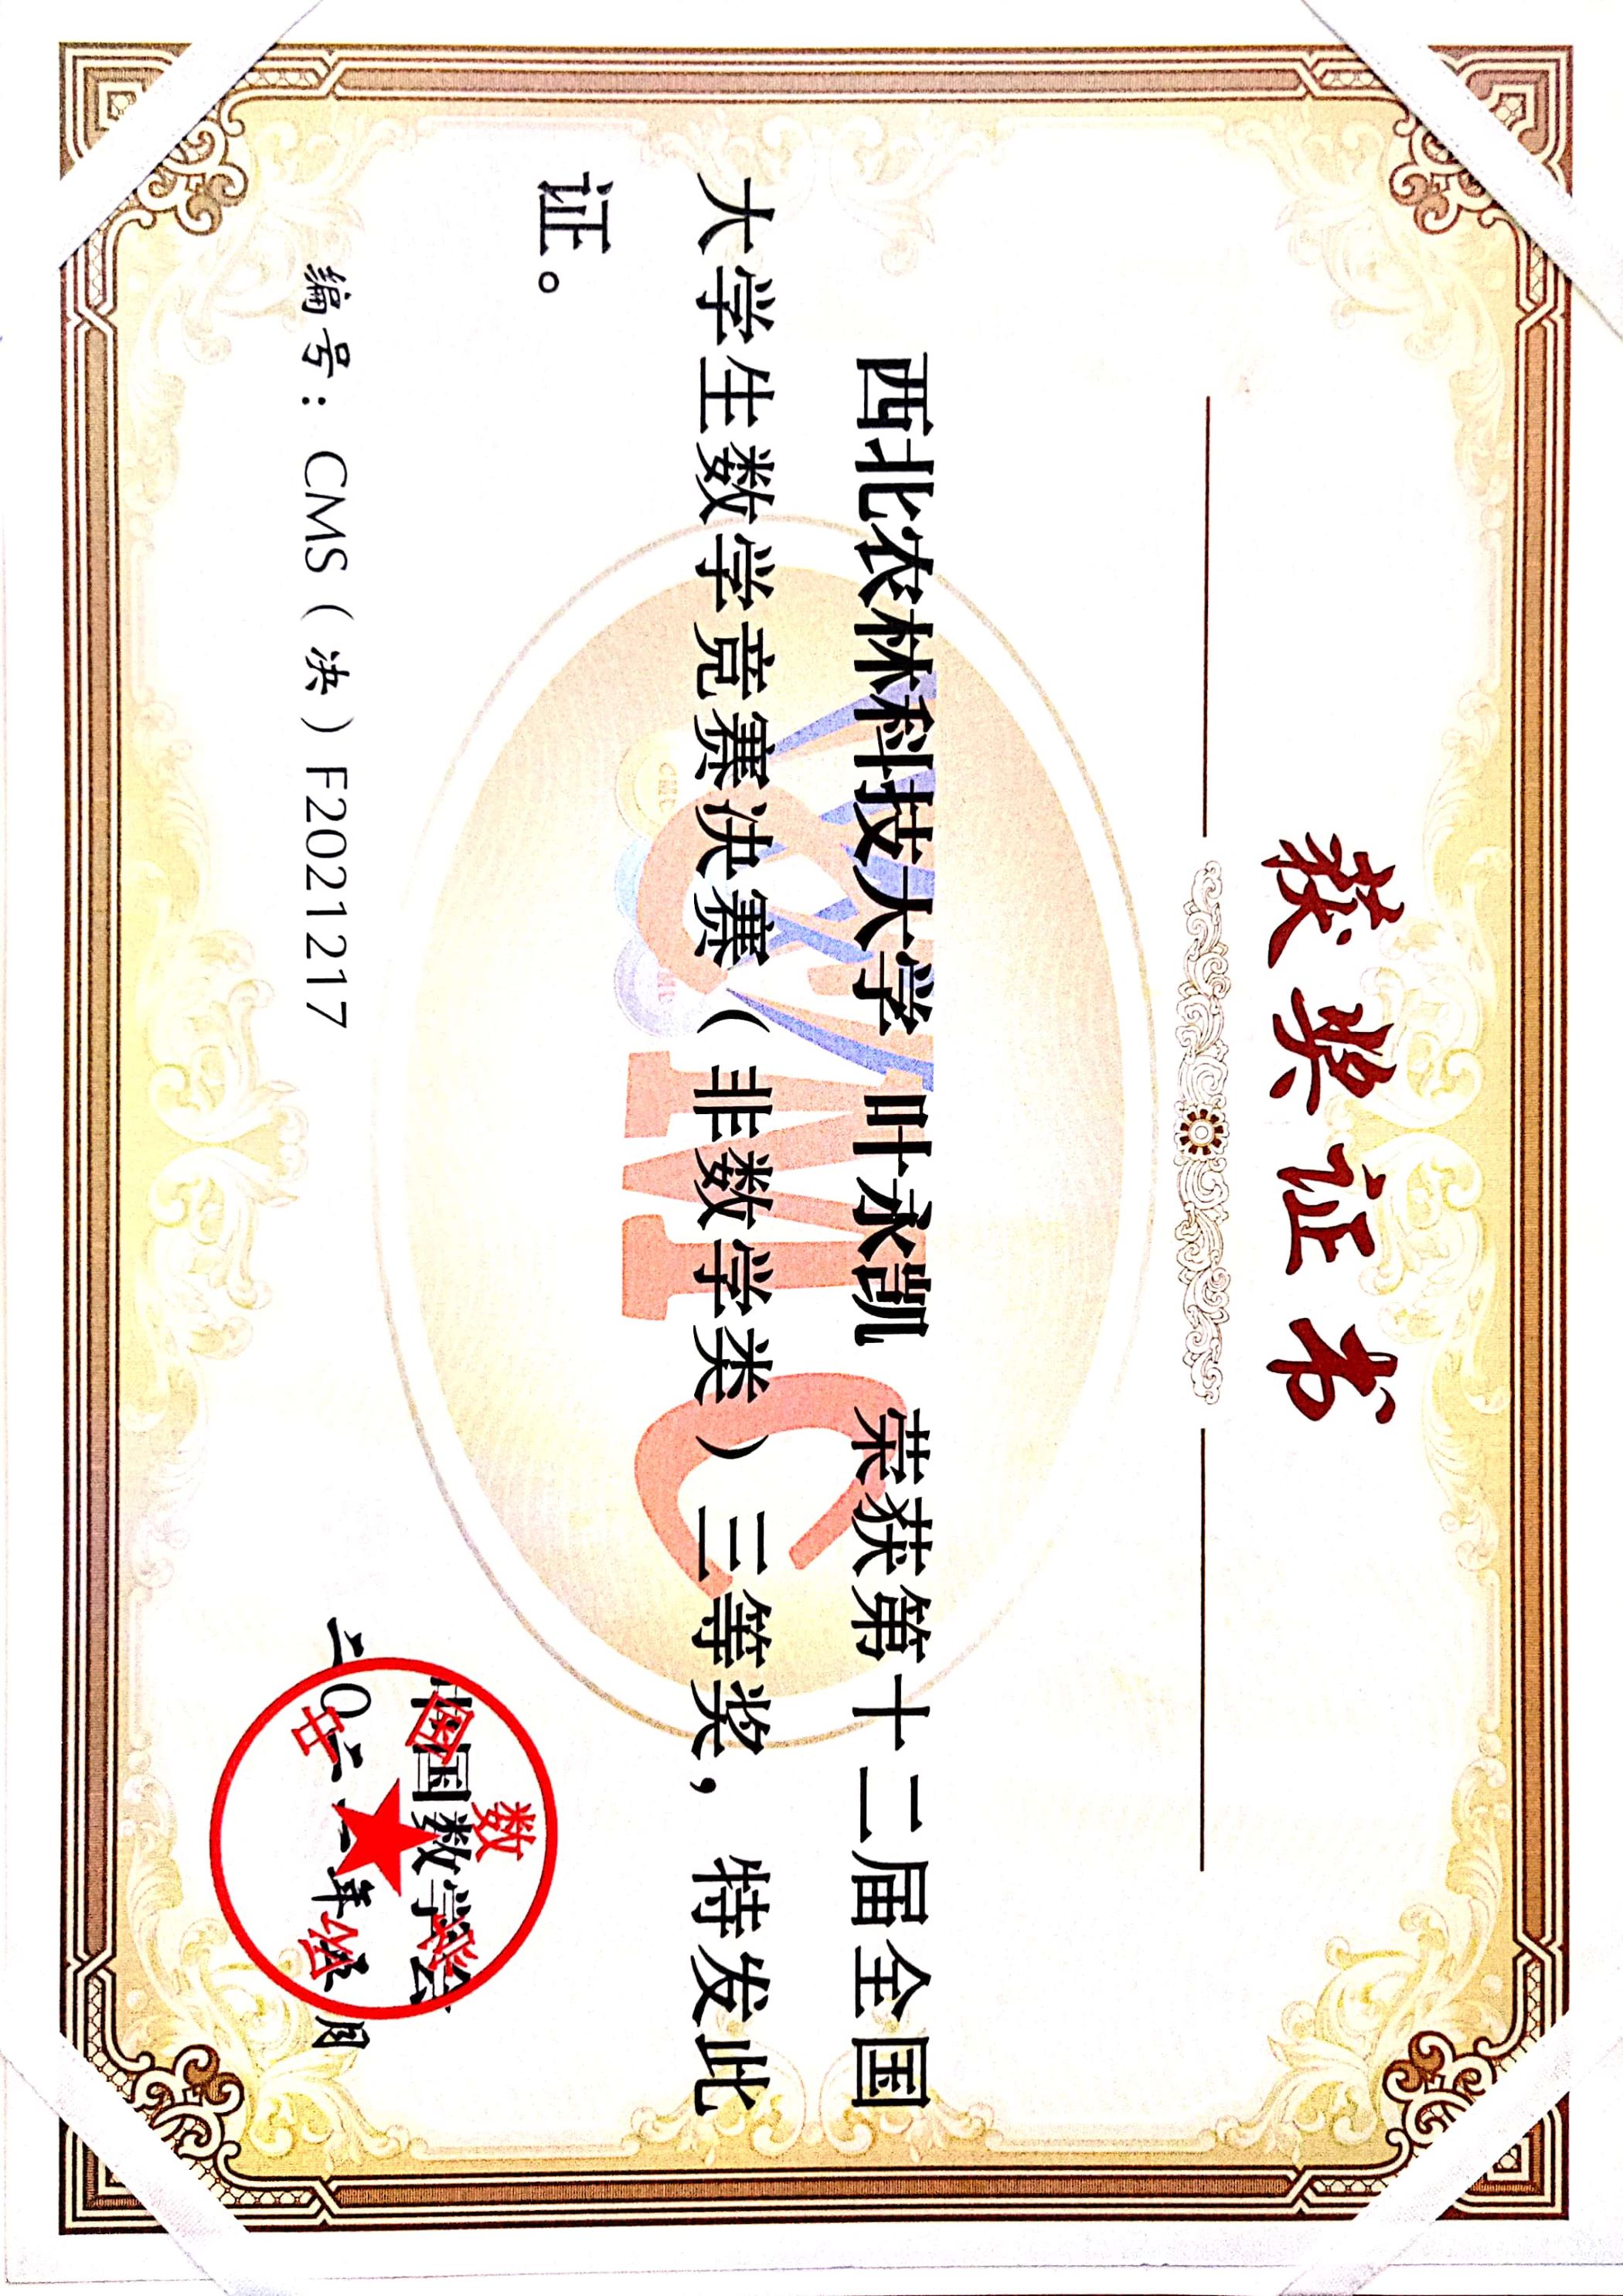 获奖证书
西北农林科技大学 叶永凯 荣获第十二届全国
大学生数学竞赛决赛（非数学类）三等奖，特发此
证。
CMC
中国数学会
二〇二一年五月
编号：CMS（决）F2021217
中国数学会